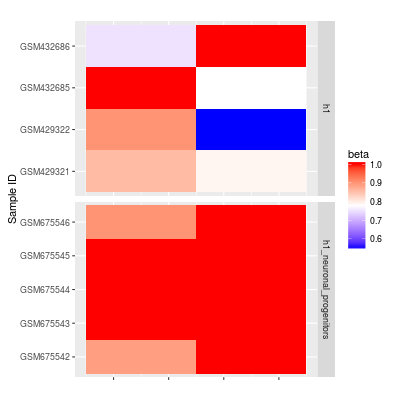 Sample ID
GSM432686
GSM432685
GSM429322
GSM429321
h1
GSM675546
GSM675545
GSM675544
GSM675543
GSM675542
h1_neuronal_progenitors
beta
1.0
0.9
0.8
0.7
0.6